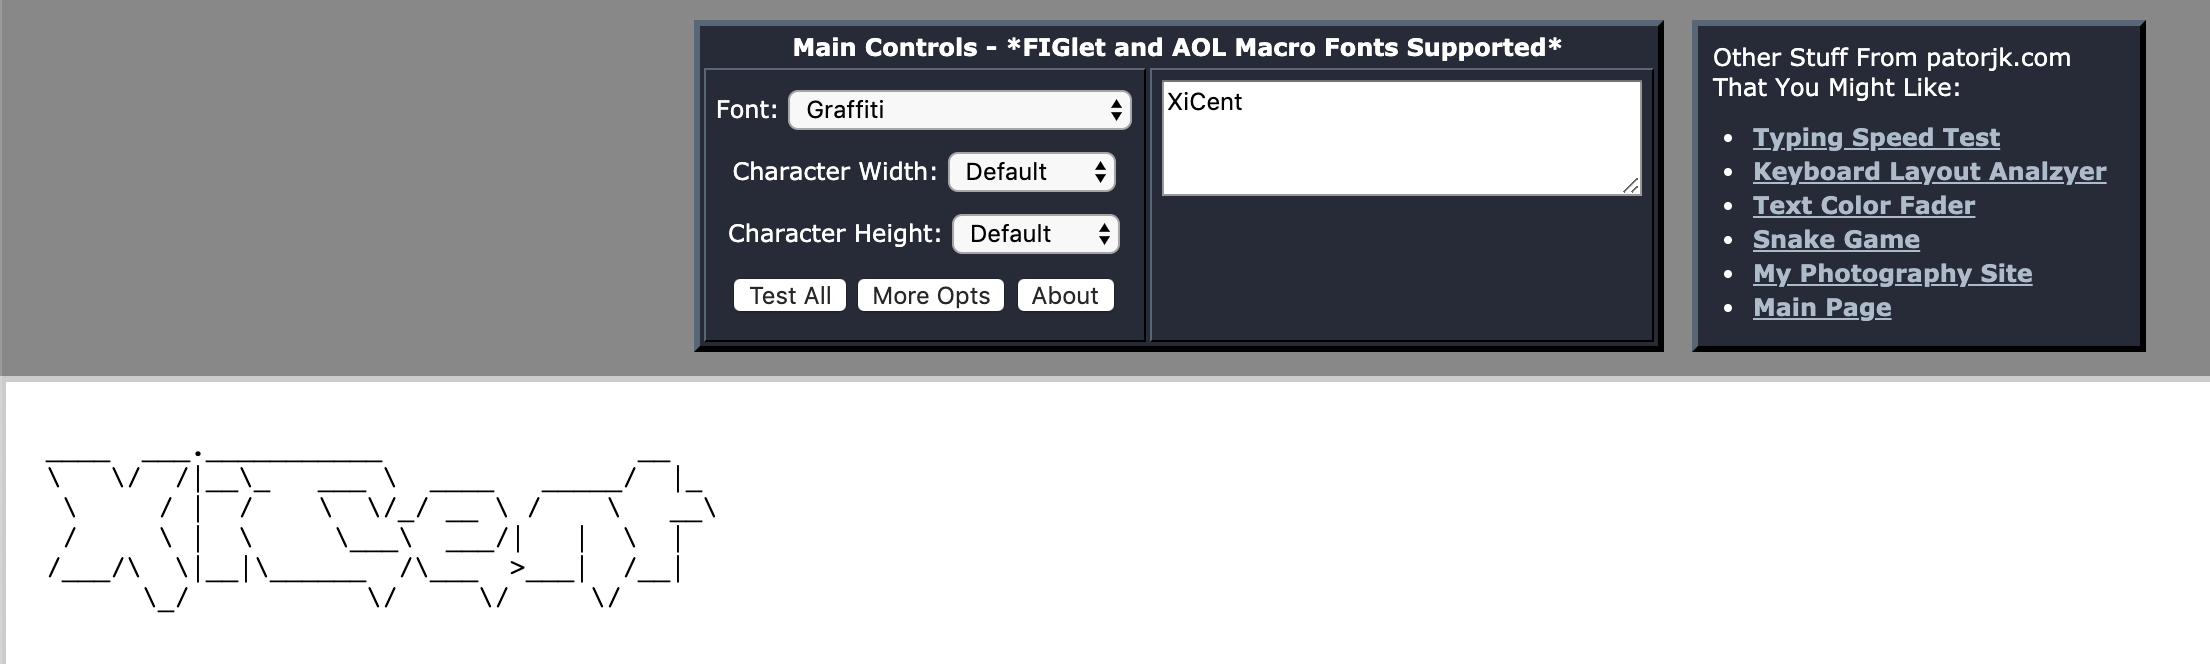 Main Controls - *FIGlet and AOL Macro Fonts Supported*
Font: Graffiti
Character Width: Default
Character Height: Default
Test All More Opts About
XiCent
Other Stuff From patorjk.com
That You Might Like:
• Typing Speed Test
• Keyboard Layout Analzyer
• Text Color Fader
• Snake Game
• My Photography Site
• Main Page
XiCent